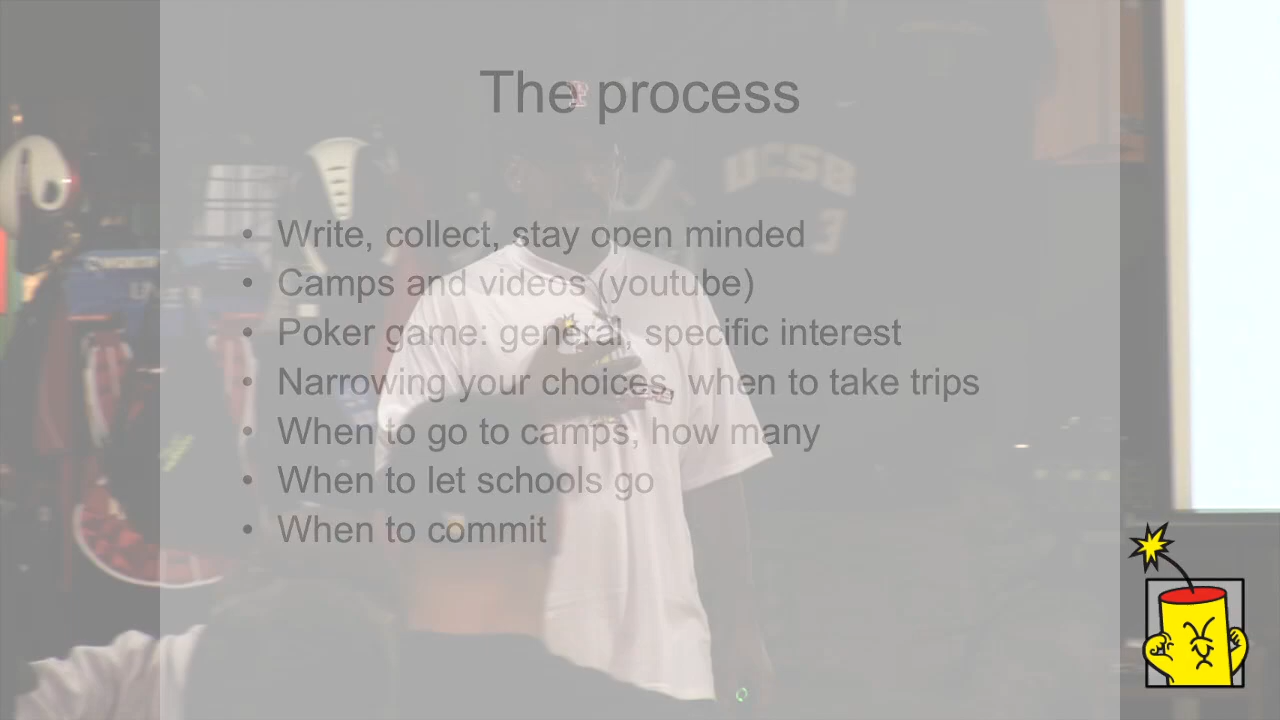 The process
• Write, collect, stay open minded
• Camps and videos (youtube)
• Poker game: general, specific interest
• Narrowing your choices, when to take trips
• When to go to camps, how many
• When to let schools go
• When to commit
UCSB
3